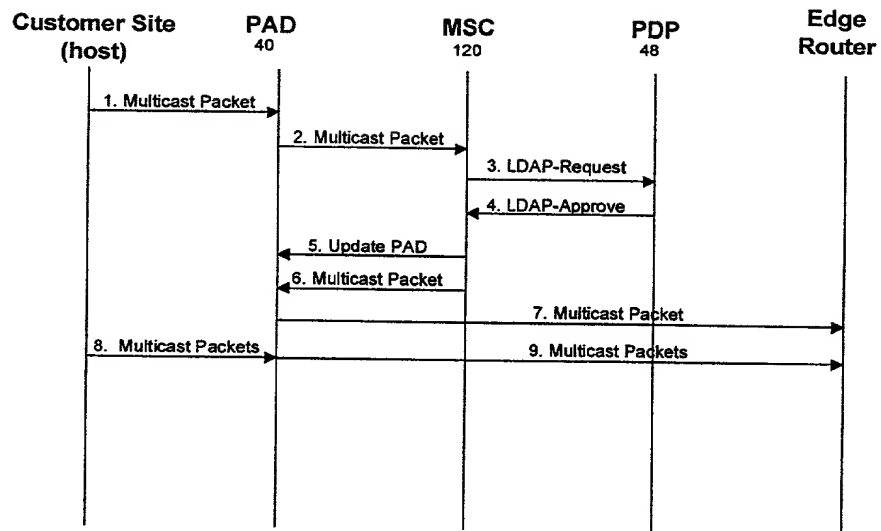 Customer Site
(host)
PAD
40
MSC
120
PDP
48
Edge
Router
1. Multicast Packet
2. Multicast Packet
3. LDAP-Request
4. LDAP-Approve
5. Update PAD
6. Multicast Packet
7. Multicast Packet
8. Multicast Packets
9. Multicast Packets